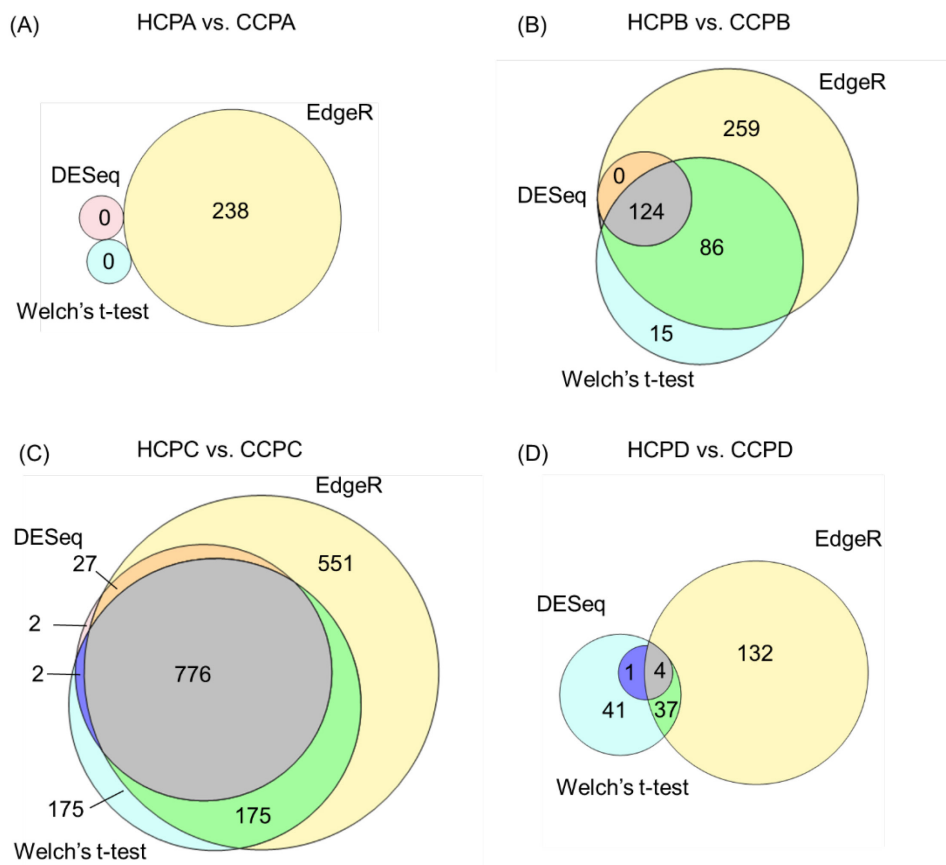 (A)
HCPA vs. CCPA
EdgeR
DESeq
0
238
0
Welch’s t-test
(B)
HCPB vs. CCPB
EdgeR
259
0
DESeq
124
86
15
Welch’s t-test
(C)
HCPC vs. CCPC
EdgeR
DESeq
27
551
2
2
776
175
175
Welch’s t-test
(D)
HCPD vs. CCPD
EdgeR
DESeq
132
1
4
41
37
Welch’s t-test